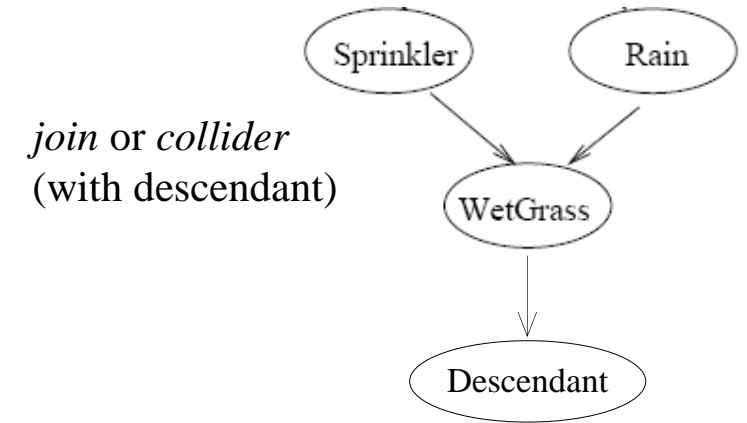 Sprinkler Rain
join or collider
(with descendant)
WetGrass
Descendant